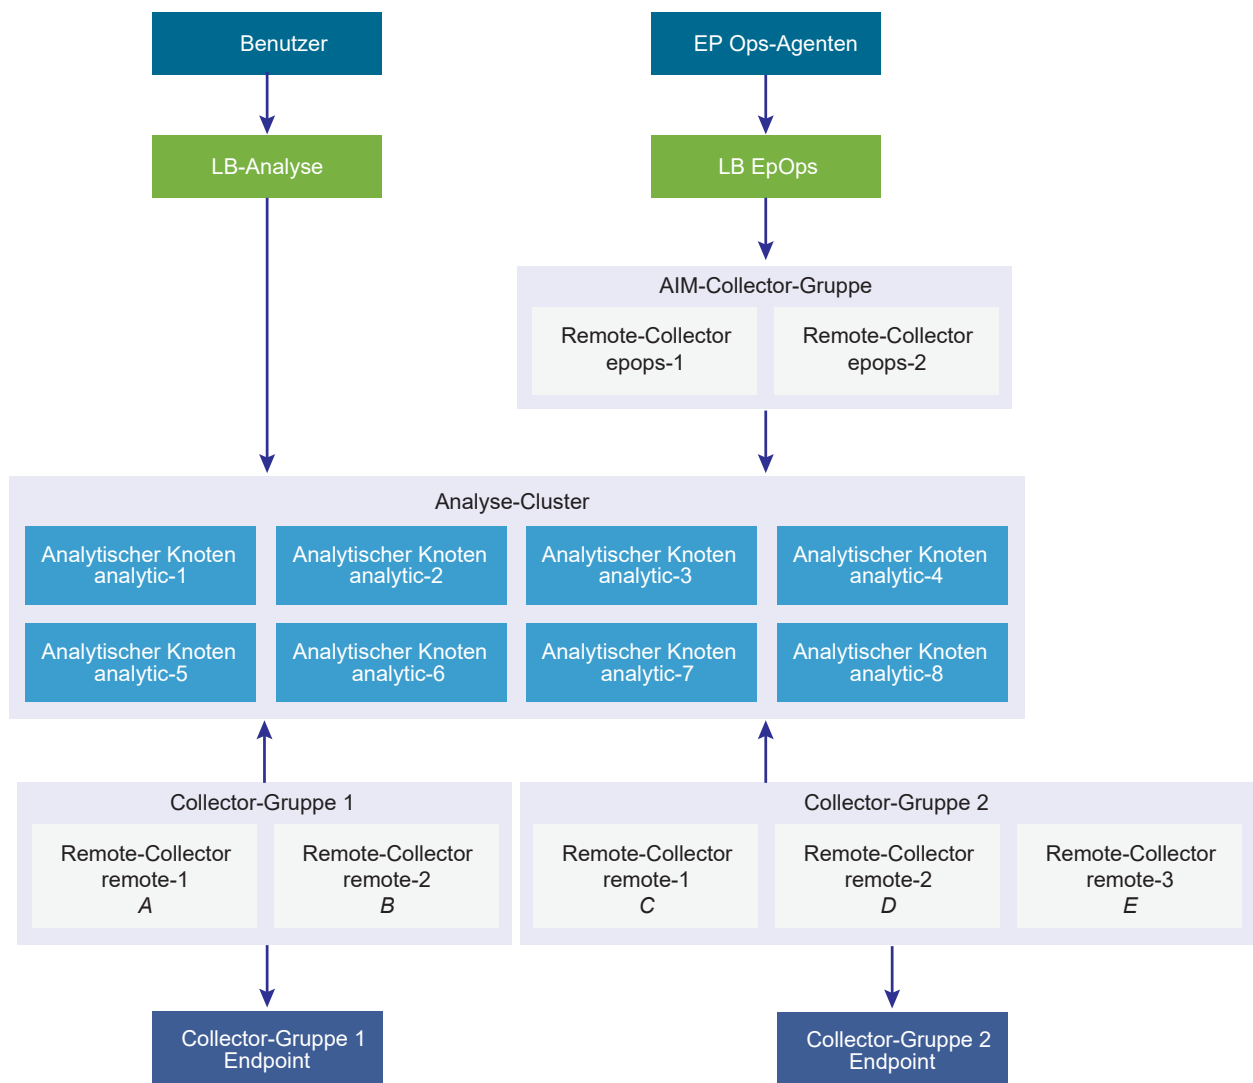 Benutzer
EP Ops-Agenten
LB-Analyse
LB EpOps
AIM-Collector-Gruppe
Remote-Collector
epops-1
Remote-Collector
epops-2
Analyse-Cluster
Analytischer Knoten
analytic-1
Analytischer Knoten
analytic-2
Analytischer Knoten
analytic-3
Analytischer Knoten
analytic-4
Analytischer Knoten
analytic-5
Analytischer Knoten
analytic-6
Analytischer Knoten
analytic-7
Analytischer Knoten
analytic-8
Collector-Gruppe 1
Remote-Collector
remote-1
A
Remote-Collector
remote-2
B
Collector-Gruppe 2
Remote-Collector
remote-1
C
Remote-Collector
remote-2
D
Remote-Collector
remote-3
E
Collector-Gruppe 1
Endpoint
Collector-Gruppe 2
Endpoint